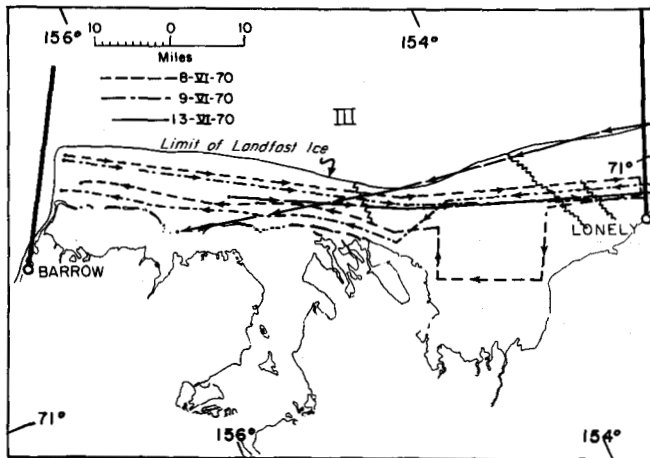 156°
10 0 10
154°
Miles
8-VI-70
9-VI-70
13-VI-70
III
Limit of Landfast Ice
71°
LONELY
BARROW
71°
156°
154°